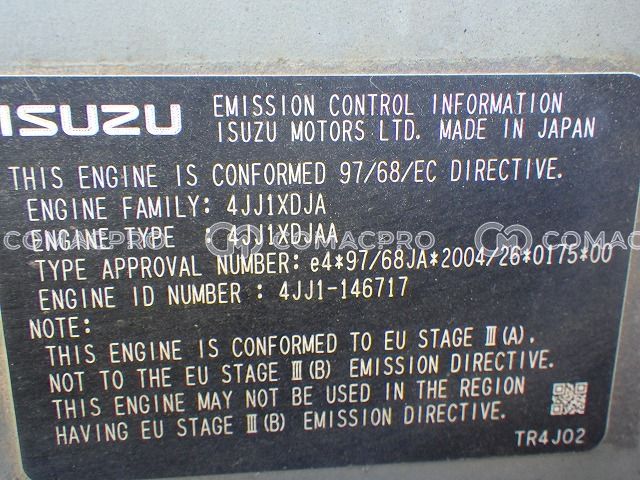 ISUZU EMISSION CONTROL INFORMATION
ISUZU MOTORS LTD. MADE IN JAPAN
THIS ENGINE IS CONFORMED 97/68/EC DIRECTIVE.
ENGINE FAMILY: 4JJ1XDJA
ENGINE TYPE : 4JJ1XDJAA
COMACPRO COMACPRO COMACPRO
TYPE APPROVAL NUMBER: e4*97/68JA*2004/26*0175*00
ENGINE ID NUMBER : 4JJ1-146717
NOTE:
THIS ENGINE IS CONFORMED TO EU STAGE Ⅲ(A),
NOT TO THE EU STAGE Ⅲ(B) EMISSION DIRECTIVE.
THIS ENGINE MAY NOT BE USED IN THE REGION
HAVING EU STAGE Ⅲ(B) EMISSION DIRECTIVE.
TR4J02